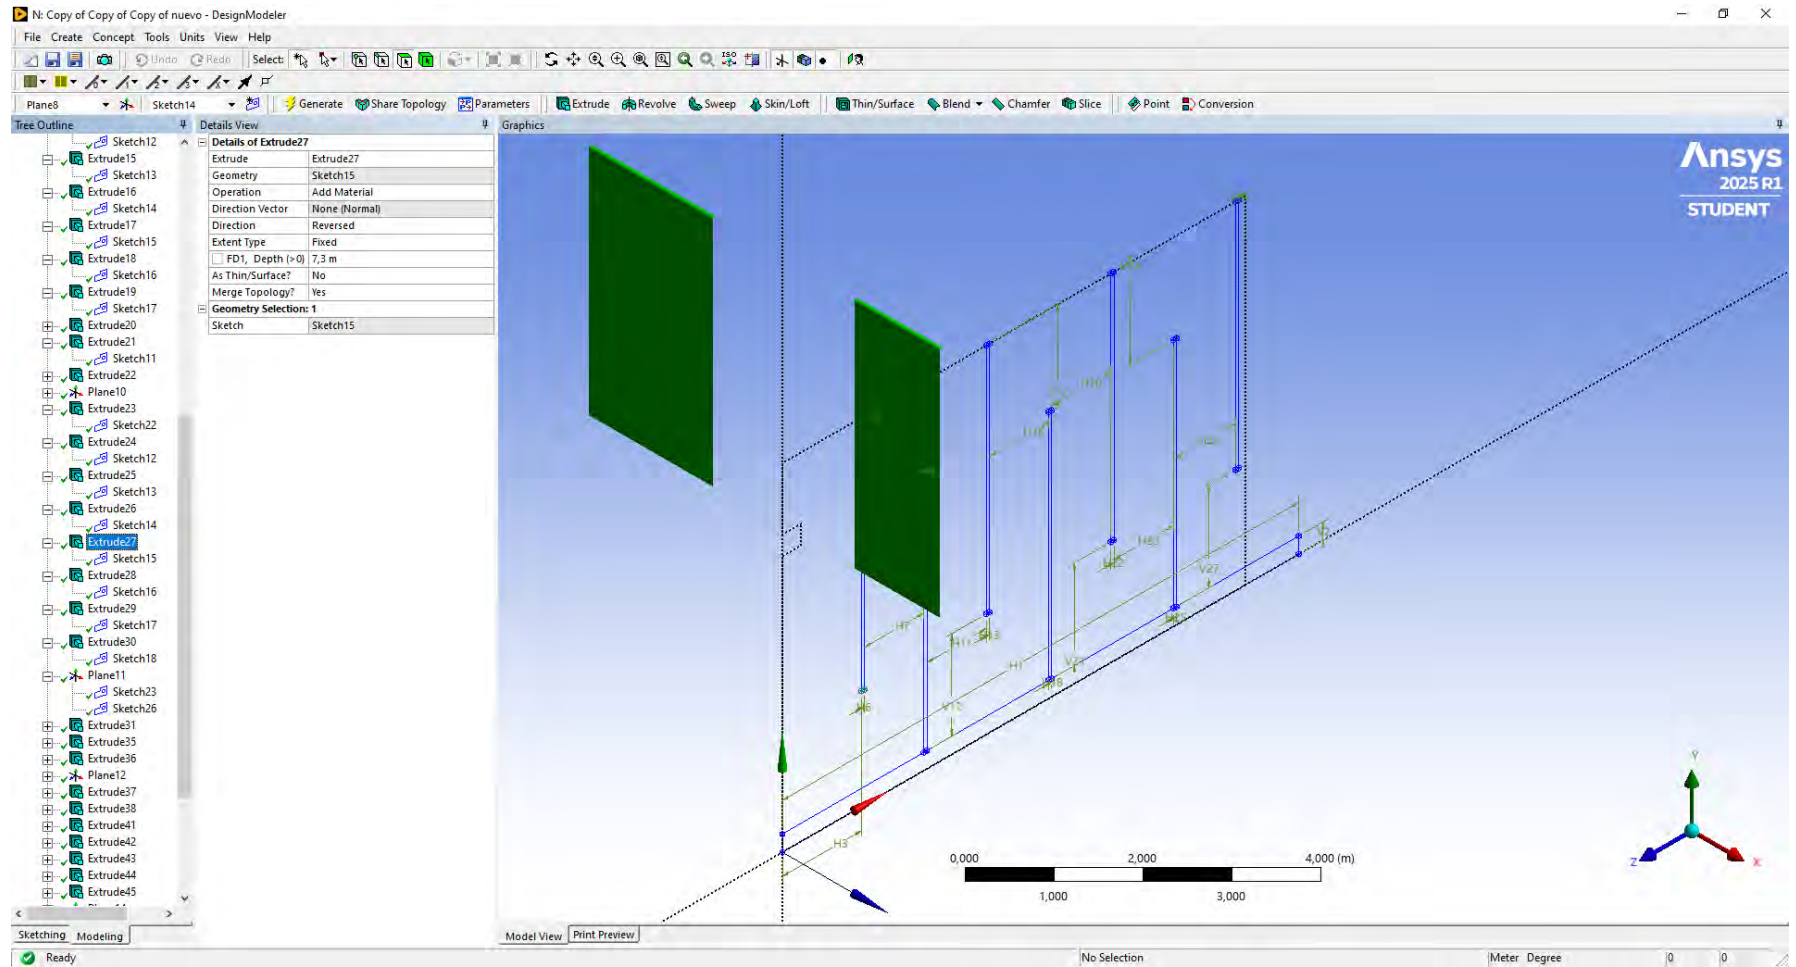 N: Copy of Copy of Copy of nuevo - DesignModeler
File Create Concept Tools Units View Help
Undo Redo Select: ISO
Plane8 Sketch14 Generate Share Topology Parameters Extrude Revolve Sweep Skin/Loft Thin/Surface Blend Chamfer Slice Point Conversion
Tree Outline
Sketch12
Extrude15
Sketch13
Extrude16
Sketch14
Extrude17
Sketch15
Extrude18
Sketch16
Extrude19
Sketch17
Extrude20
Extrude21
Sketch11
Extrude22
Plane10
Extrude23
Sketch22
Extrude24
Sketch12
Extrude25
Sketch13
Extrude26
Sketch14
Extrude27
Sketch15
Extrude28
Sketch16
Extrude29
Sketch17
Extrude30
Sketch18
Plane11
Sketch23
Sketch26
Extrude31
Extrude35
Extrude36
Plane12
Extrude37
Extrude38
Extrude41
Extrude42
Extrude43
Extrude44
Extrude45
Sketching Modeling
Details View
Details of Extrude27
Extrude Extrude27
Geometry Sketch15
Operation Add Material
Direction Vector None (Normal)
Direction Reversed
Extent Type Fixed
FD1, Depth (>0) 7,3 m
As Thin/Surface? No
Merge Topology? Yes
Geometry Selection: 1
Sketch Sketch15
Graphics
Ansys
2025 R1
STUDENT
H7
H1
V27
H3
0,000 2,000 4,000 (m)
1,000 3,000
Y
Z
X
Model View Print Preview
Ready No Selection Meter Degree 0 0